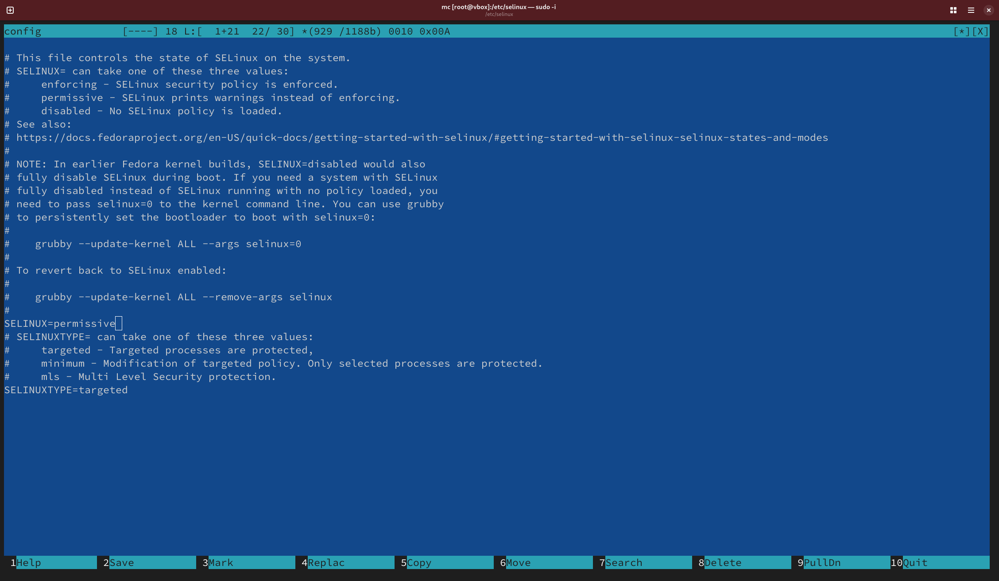 mc [root@vbox]:/etc/selinux — sudo -i
/etc/selinux
config [----] 18 L:[ 1+21 22/ 30] *(929 /1188b) 0010 0x00A [*][X]
# This file controls the state of SELinux on the system.
# SELINUX= can take one of these three values:
#     enforcing - SELinux security policy is enforced.
#     permissive - SELinux prints warnings instead of enforcing.
#     disabled - No SELinux policy is loaded.
# See also:
# https://docs.fedoraproject.org/en-US/quick-docs/getting-started-with-selinux/#getting-started-with-selinux-selinux-states-and-modes
#
# NOTE: In earlier Fedora kernel builds, SELINUX=disabled would also
# fully disable SELinux during boot. If you need a system with SELinux
# fully disabled instead of SELinux running with no policy loaded, you
# need to pass selinux=0 to the kernel command line. You can use grubby
# to persistently set the bootloader to boot with selinux=0:
#
#    grubby --update-kernel ALL --args selinux=0
#
# To revert back to SELinux enabled:
#
#    grubby --update-kernel ALL --remove-args selinux
#
SELINUX=permissive
# SELINUXTYPE= can take one of these three values:
#     targeted - Targeted processes are protected,
#     minimum - Modification of targeted policy. Only selected processes are protected.
#     mls - Multi Level Security protection.
SELINUXTYPE=targeted
1Help 2Save 3Mark 4Replac 5Copy 6Move 7Search 8Delete 9PullDn 10Quit